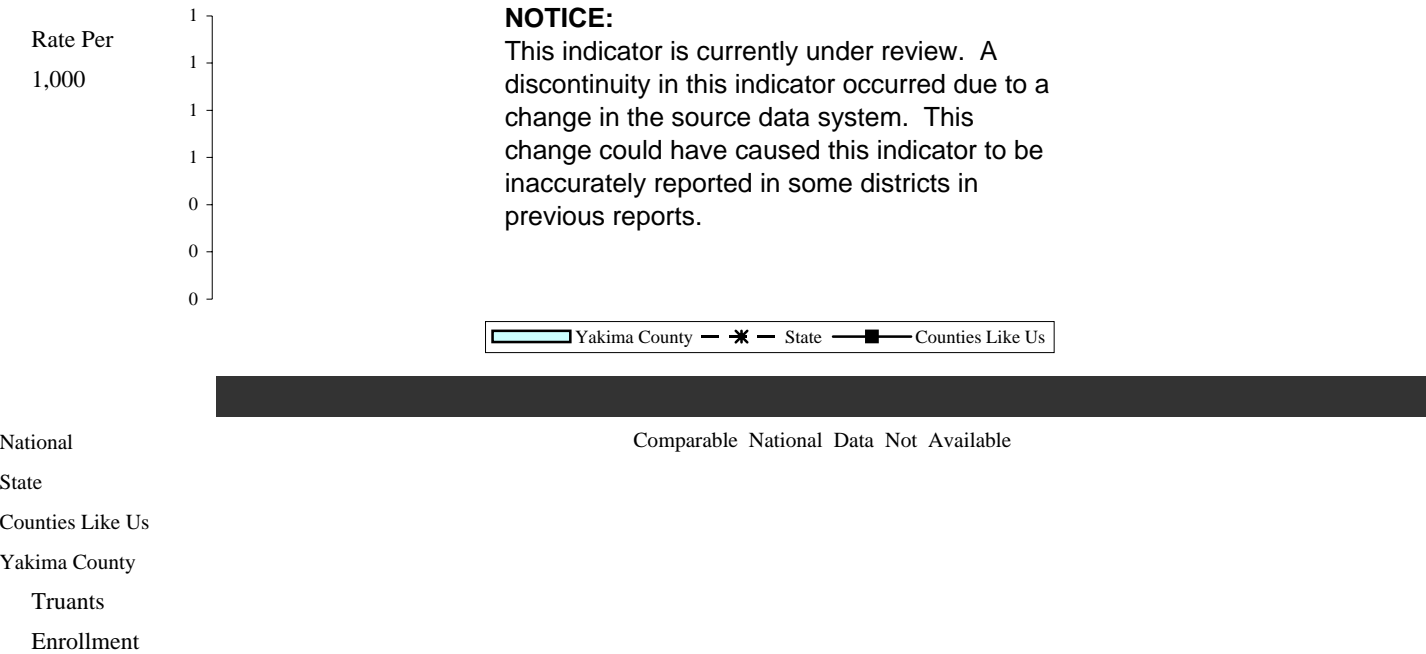 Rate Per
1,000
1
1
1
1
0
0
0
NOTICE:
This indicator is currently under review.  A
discontinuity in this indicator occurred due to a
change in the source data system.  This
change could have caused this indicator to be
inaccurately reported in some districts in
previous reports.
Yakima County State Counties Like Us
National Comparable National Data Not Available
State
Counties Like Us
Yakima County
Truants
Enrollment